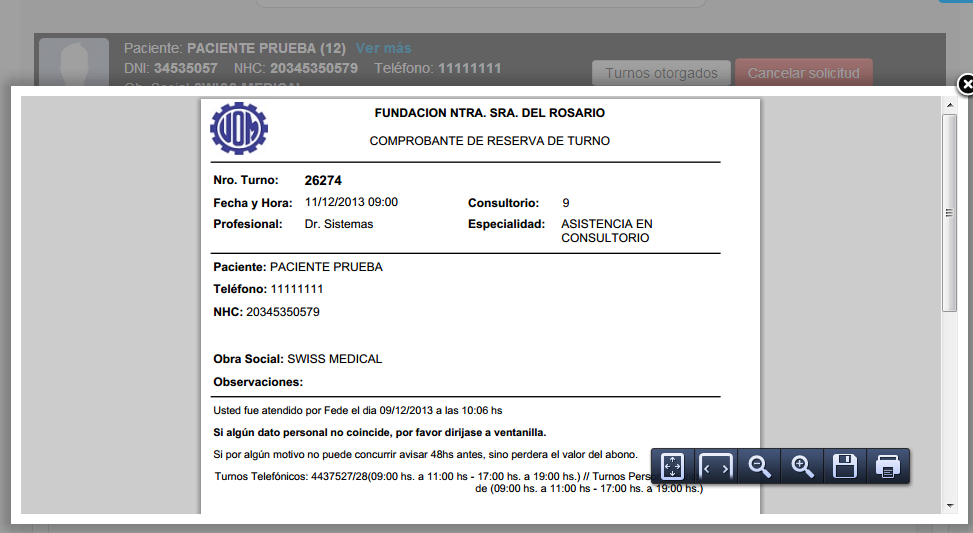 Paciente: PACIENTE PRUEBA (12) Ver más
DNI: 34535057 NHC: 20345350579 Teléfono: 11111111
Turnos otorgados Cancelar solicitud
UOM
FUNDACION NTRA. SRA. DEL ROSARIO
COMPROBANTE DE RESERVA DE TURNO
Nro. Turno: 26274
Fecha y Hora: 11/12/2013 09:00 Consultorio: 9
Profesional: Dr. Sistemas Especialidad: ASISTENCIA EN
CONSULTORIO
Paciente: PACIENTE PRUEBA
Teléfono: 11111111
NHC: 20345350579
Obra Social: SWISS MEDICAL
Observaciones:
Usted fue atendido por Fede el dia 09/12/2013 a las 10:06 hs
Si algún dato personal no coincide, por favor dirijase a ventanilla.
Si por algún motivo no puede concurrir avisar 48hs antes, sino perdera el valor del abono.
Turnos Telefónicos: 4437527/28(09:00 hs. a 11:00 hs - 17:00 hs. a 19:00 hs.) // Turnos
de (09:00 hs. a 11:00 hs - 17:00 hs. a 19:00 hs.)